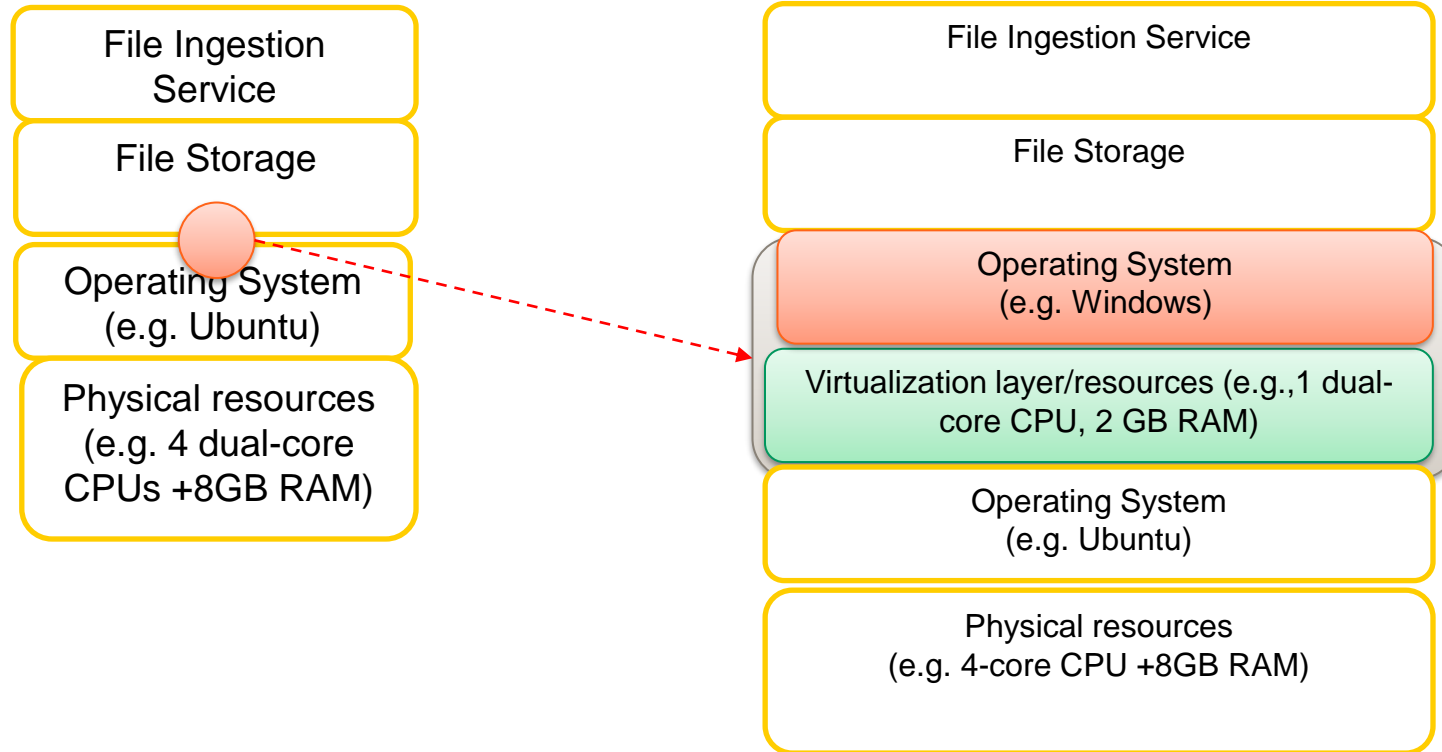 File Ingestion
Service
File Storage
Operating System
(e.g. Ubuntu)
Physical resources
(e.g. 4 dual-core
CPUs +8GB RAM)
File Ingestion Service
File Storage
Operating System
(e.g. Windows)
Virtualization layer/resources (e.g.,1 dual-
core CPU, 2 GB RAM)
Operating System
(e.g. Ubuntu)
Physical resources
(e.g. 4-core CPU +8GB RAM)